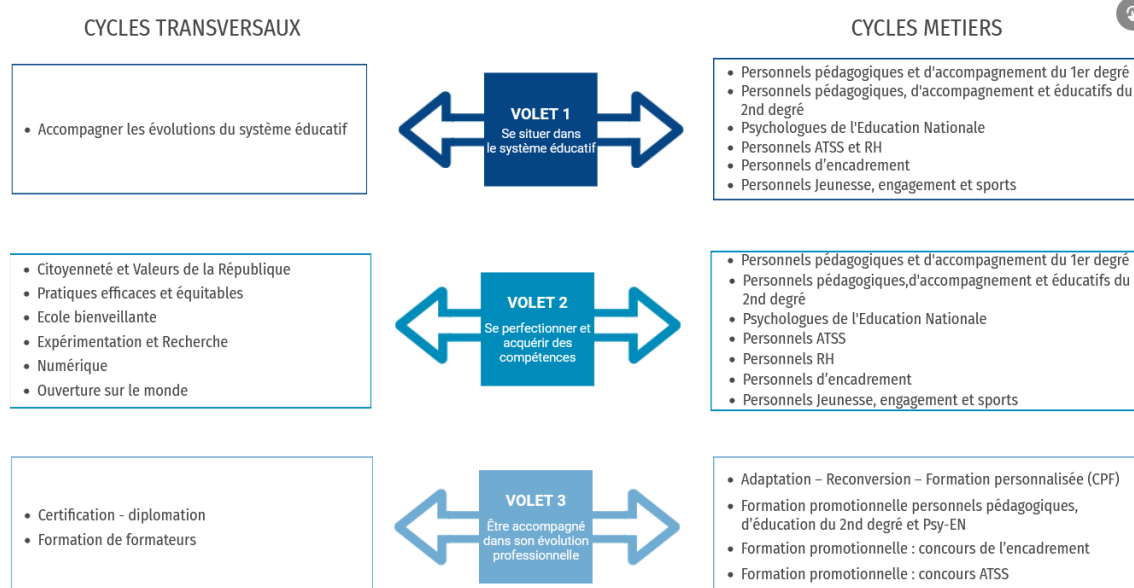 CYCLES TRANSVERSAUX
CYCLES METIERS
• Accompagner les évolutions du système éducatif
VOLET 1
Se situer dans
le système éducatif
• Personnels pédagogiques et d'accompagnement du 1er degré
• Personnels pédagogiques, d'accompagnement et éducatifs du
2nd degré
• Psychologues de l'Education Nationale
• Personnels ATSS et RH
• Personnels d’encadrement
• Personnels Jeunesse, engagement et sports
• Citoyenneté et Valeurs de la République
• Pratiques efficaces et équitables
• Ecole bienveillante
• Expérimentation et Recherche
• Numérique
• Ouverture sur le monde
VOLET 2
Se perfectionner et
acquérir des
compétences
• Personnels pédagogiques et d'accompagnement du 1er degré
• Personnels pédagogiques,d'accompagnement et éducatifs du
2nd degré
• Psychologues de l'Education Nationale
• Personnels ATSS
• Personnels RH
• Personnels d’encadrement
• Personnels Jeunesse, engagement et sports
• Certification - diplomation
• Formation de formateurs
VOLET 3
Être accompagné
dans son évolution
professionnelle
• Adaptation – Reconversion – Formation personnalisée (CPF)
• Formation promotionnelle personnels pédagogiques,
d’éducation du 2nd degré et Psy-EN
• Formation promotionnelle : concours de l’encadrement
• Formation promotionnelle : concours ATSS